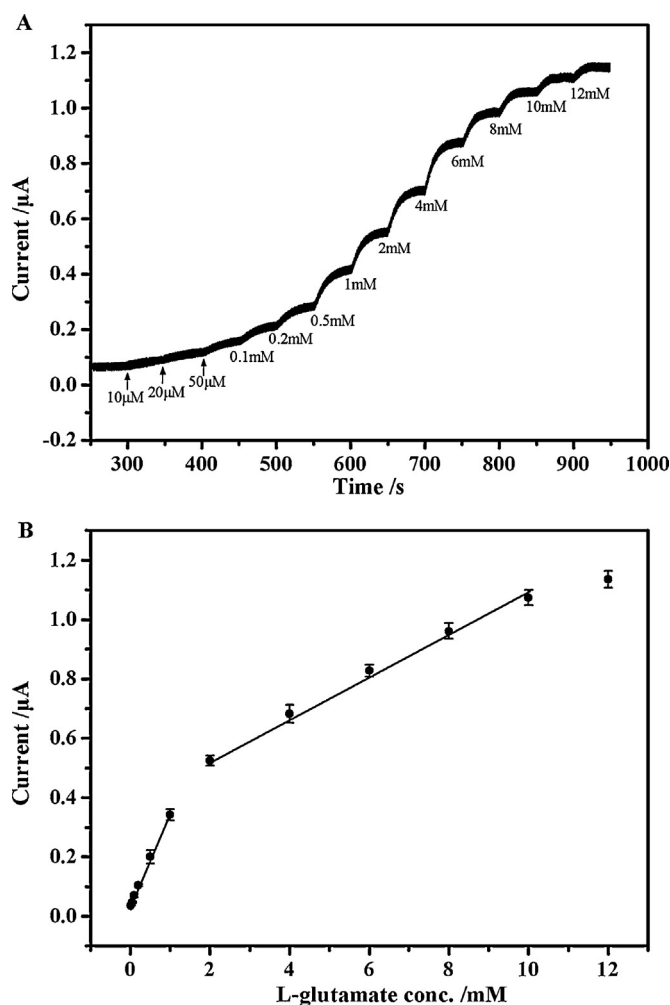 A
1.2
1.0
0.8
0.6
0.4
0.2
0.0
-0.2
Current /µA
10µM
20µM
50µM
0.1mM
0.2mM
0.5mM
1mM
2mM
4mM
6mM
8mM
10mM
12mM
300 400 500 600 700 800 900 1000
Time /s
B
1.2
1.0
0.8
0.6
0.4
0.2
0.0
Current /µA
0 2 4 6 8 10 12
L-glutamate conc. /mM